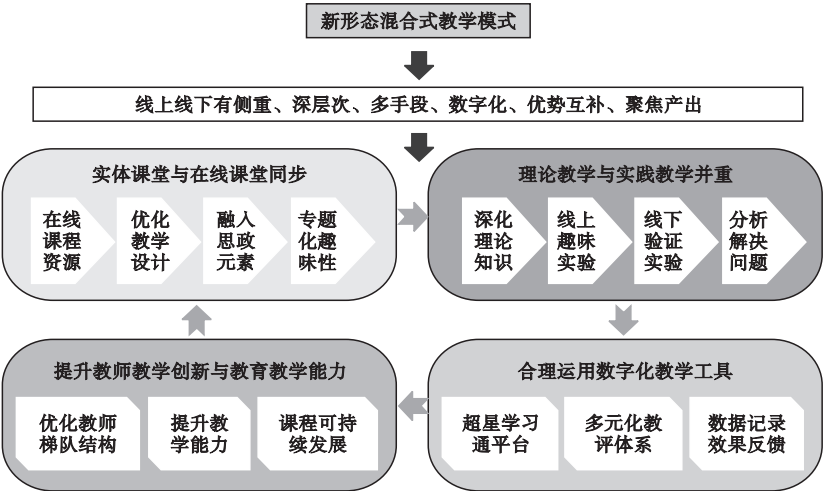 新形态混合式教学模式
线上线下有侧重、深层次、多手段、数字化、优势互补、聚焦产出
实体课堂与在线课堂同步
在线
课程
资源
优化
教学
设计
融入
思政
元素
专题
化趣
味性
理论教学与实践教学并重
深化
理论
知识
线上
趣味
实验
线下
验证
实验
分析
解决
问题
提升教师教学创新与教育教学能力
优化教师
梯队结构
提升教
学能力
课程可持
续发展
合理运用数字化教学工具
超星学习
通平台
多元化教
评体系
数据记录
效果反馈